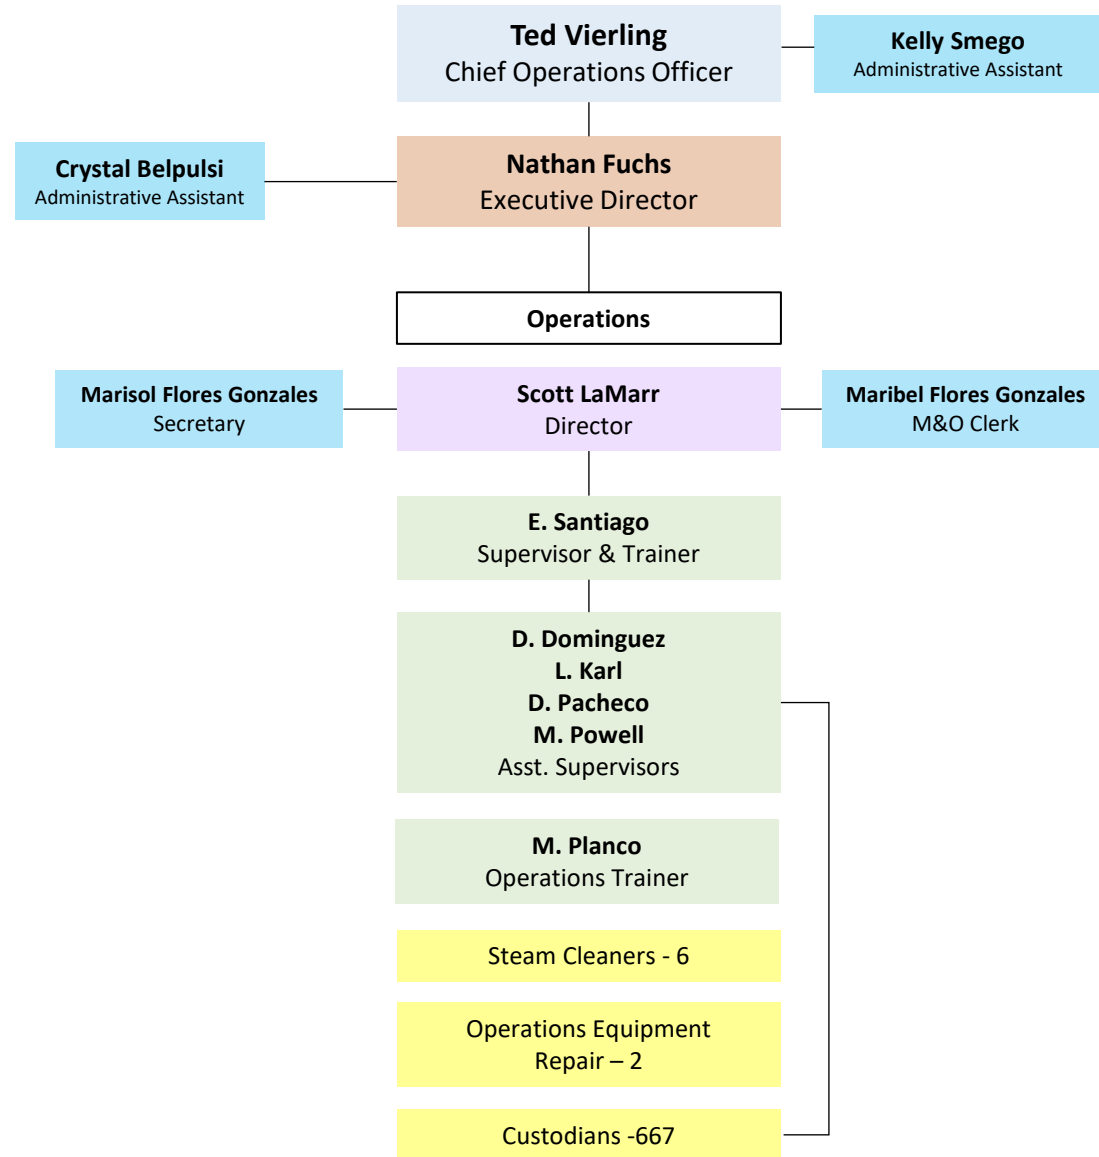 Ted Vierling
Chief Operations Officer
Kelly Smego
Administrative Assistant
Crystal Belpulsi
Administrative Assistant
Nathan Fuchs
Executive Director
Operations
Marisol Flores Gonzales
Secretary
Scott LaMarr
Director
Maribel Flores Gonzales
M&O Clerk
E. Santiago
Supervisor & Trainer
D. Dominguez
L. Karl
D. Pacheco
M. Powell
Asst. Supervisors
M. Planco
Operations Trainer
Steam Cleaners - 6
Operations Equipment
Repair – 2
Custodians -667